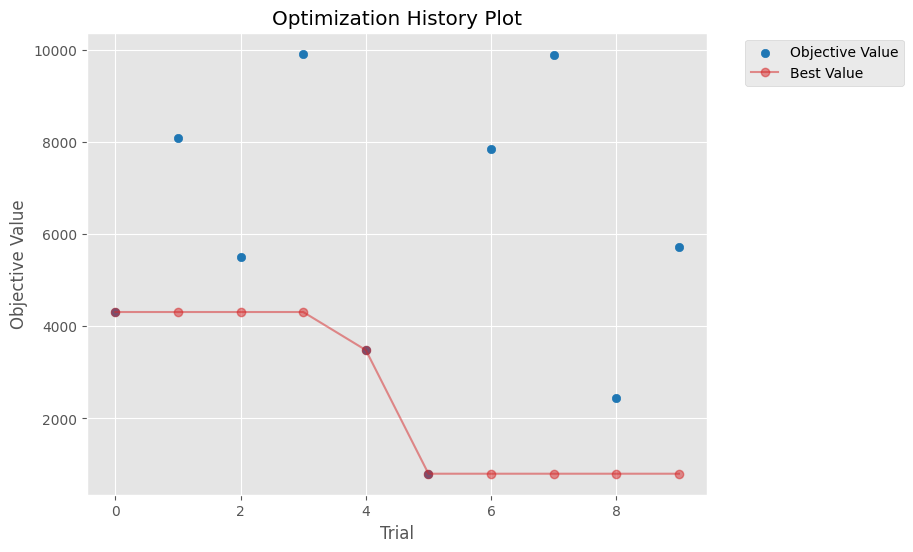 Optimization History Plot
Objective Value
Best Value
Objective Value
10000
8000
6000
4000
2000
0
2
4
6
8
Trial